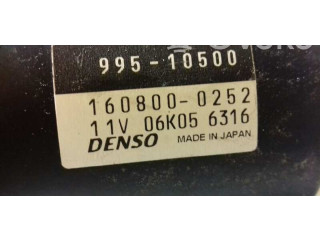 995-10500
160800-0252
11V 06K05 6316
DENSO MADE IN JAPAN